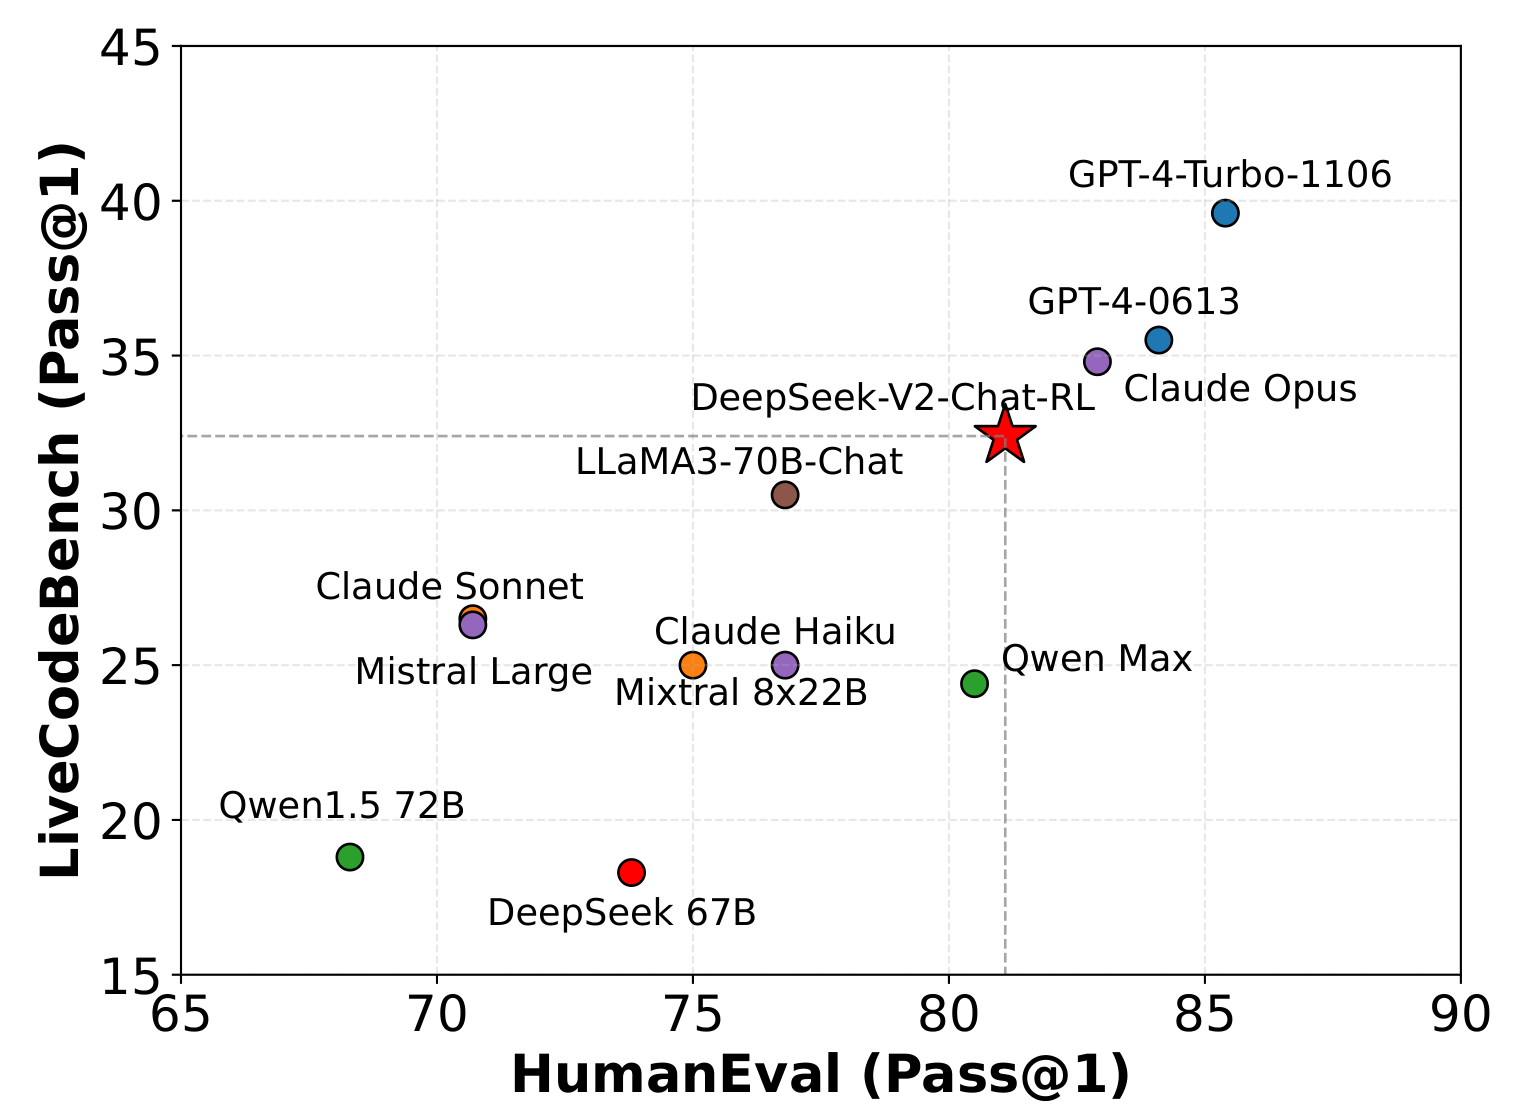 45
GPT-4-Turbo-1106
40
GPT-4-0613
35
Claude Opus
DeepSeek-V2-Chat-RL
LLaMA3-70B-Chat
30
Claude Sonnet
Claude Haiku
Qwen Max
25
Mistral Large
Mixtral 8x22B
Qwen1.5 72B
20
DeepSeek 67B
15
65 70 75 80 85 90
HumanEval (Pass@1)
LiveCodeBench (Pass@1)